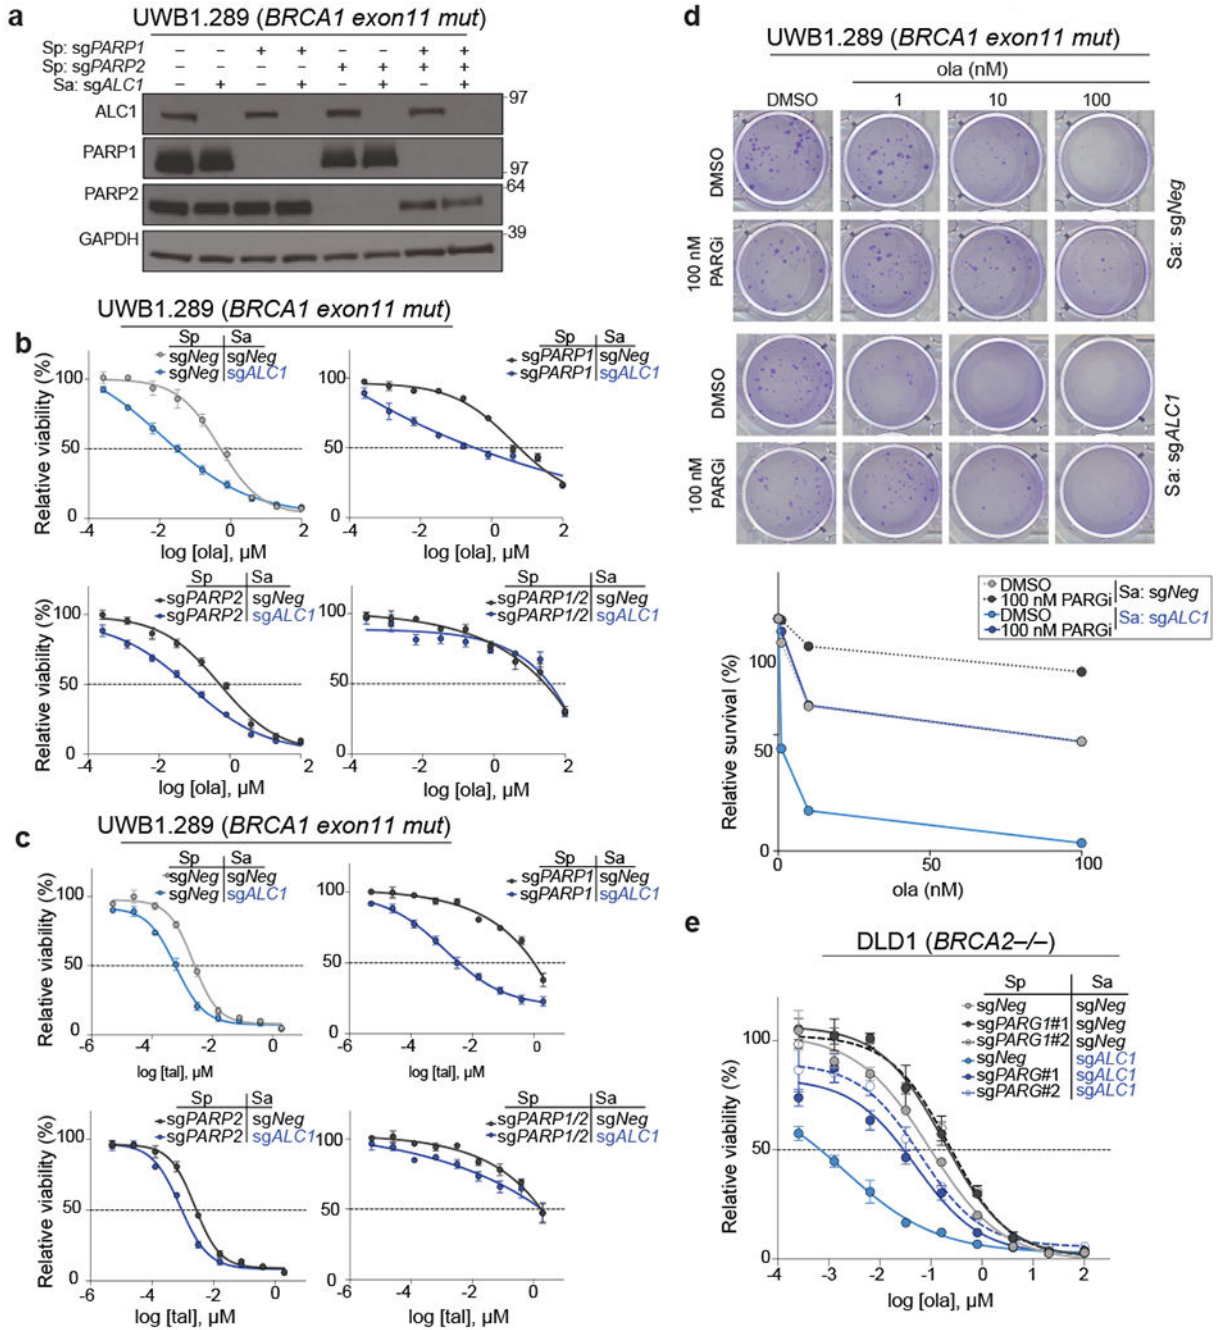 a
UWB1.289 (BRCA1 exon11 mut)
Sp: sgPARP1 – – + + – – + +
Sp: sgPARP2 – – – – + + + +
Sa: sgALC1 – + – + – + – +
ALC1
97
PARP1
97
PARP2
64
GAPDH
39
UWB1.289 (BRCA1 exon11 mut)
b
Sp Sa
sgNeg sgNeg
sgNeg sgALC1
Relative viability (%)
100
50
0
-4 -2 0 2
log [ola], µM
Sp Sa
sgPARP1 sgNeg
sgPARP1 sgALC1
100
50
0
-4 -2 0 2
log [ola], µM
Sp Sa
sgPARP2 sgNeg
sgPARP2 sgALC1
Relative viability (%)
100
50
0
-4 -2 0 2
log [ola], µM
Sp Sa
sgPARP1/2 sgNeg
sgPARP1/2 sgALC1
100
50
0
-4 -2 0 2
log [ola], µM
UWB1.289 (BRCA1 exon11 mut)
c
Sp Sa
sgNeg sgNeg
sgNeg sgALC1
Relative viability (%)
100
50
0
-6 -4 -2 0
log [tal], µM
Sp Sa
sgPARP1 sgNeg
sgPARP1 sgALC1
100
50
0
-6 -4 -2 0
log [tal], µM
Sp Sa
sgPARP2 sgNeg
sgPARP2 sgALC1
Relative viability (%)
100
50
0
-6 -4 -2 0
log [tal], µM
Sp Sa
sgPARP1/2 sgNeg
sgPARP1/2 sgALC1
100
50
0
-6 -4 -2 0
log [tal], µM
d
UWB1.289 (BRCA1 exon11 mut)
ola (nM)
DMSO 1 10 100
DMSO
100 nM
PARGi
Sa: sgNeg
DMSO
100 nM
PARGi
Sa: sgALC1
DMSO
100 nM PARGi
Sa: sgNeg
DMSO
100 nM PARGi
Sa: sgALC1
Relative survival (%)
100
50
0
0 50 100
ola (nM)
e
DLD1 (BRCA2–/–)
Sp Sa
sgNeg sgNeg
sgPARG1#1 sgNeg
sgPARG1#2 sgNeg
sgNeg sgALC1
sgPARG#1 sgALC1
sgPARG#2 sgALC1
Relative viability (%)
100
50
0
-4 -3 -2 -1 0 1 2
log [ola], µM